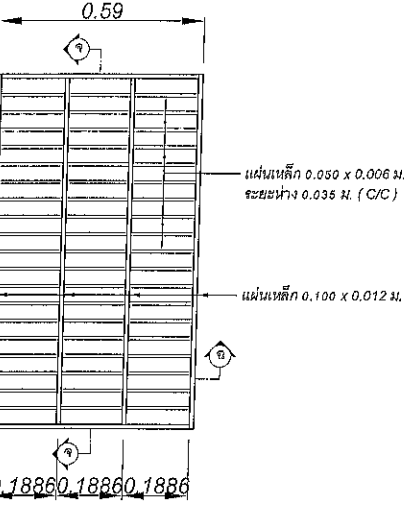 0.59
จ
แผ่นเหล็ก 0.050 x 0.006 ม.
ระยะห่าง 0.035 ม. ( C/C )
แผ่นเหล็ก 0.100 x 0.012 ม.
ฉ
จ
0.1886 0.1886 0.1886